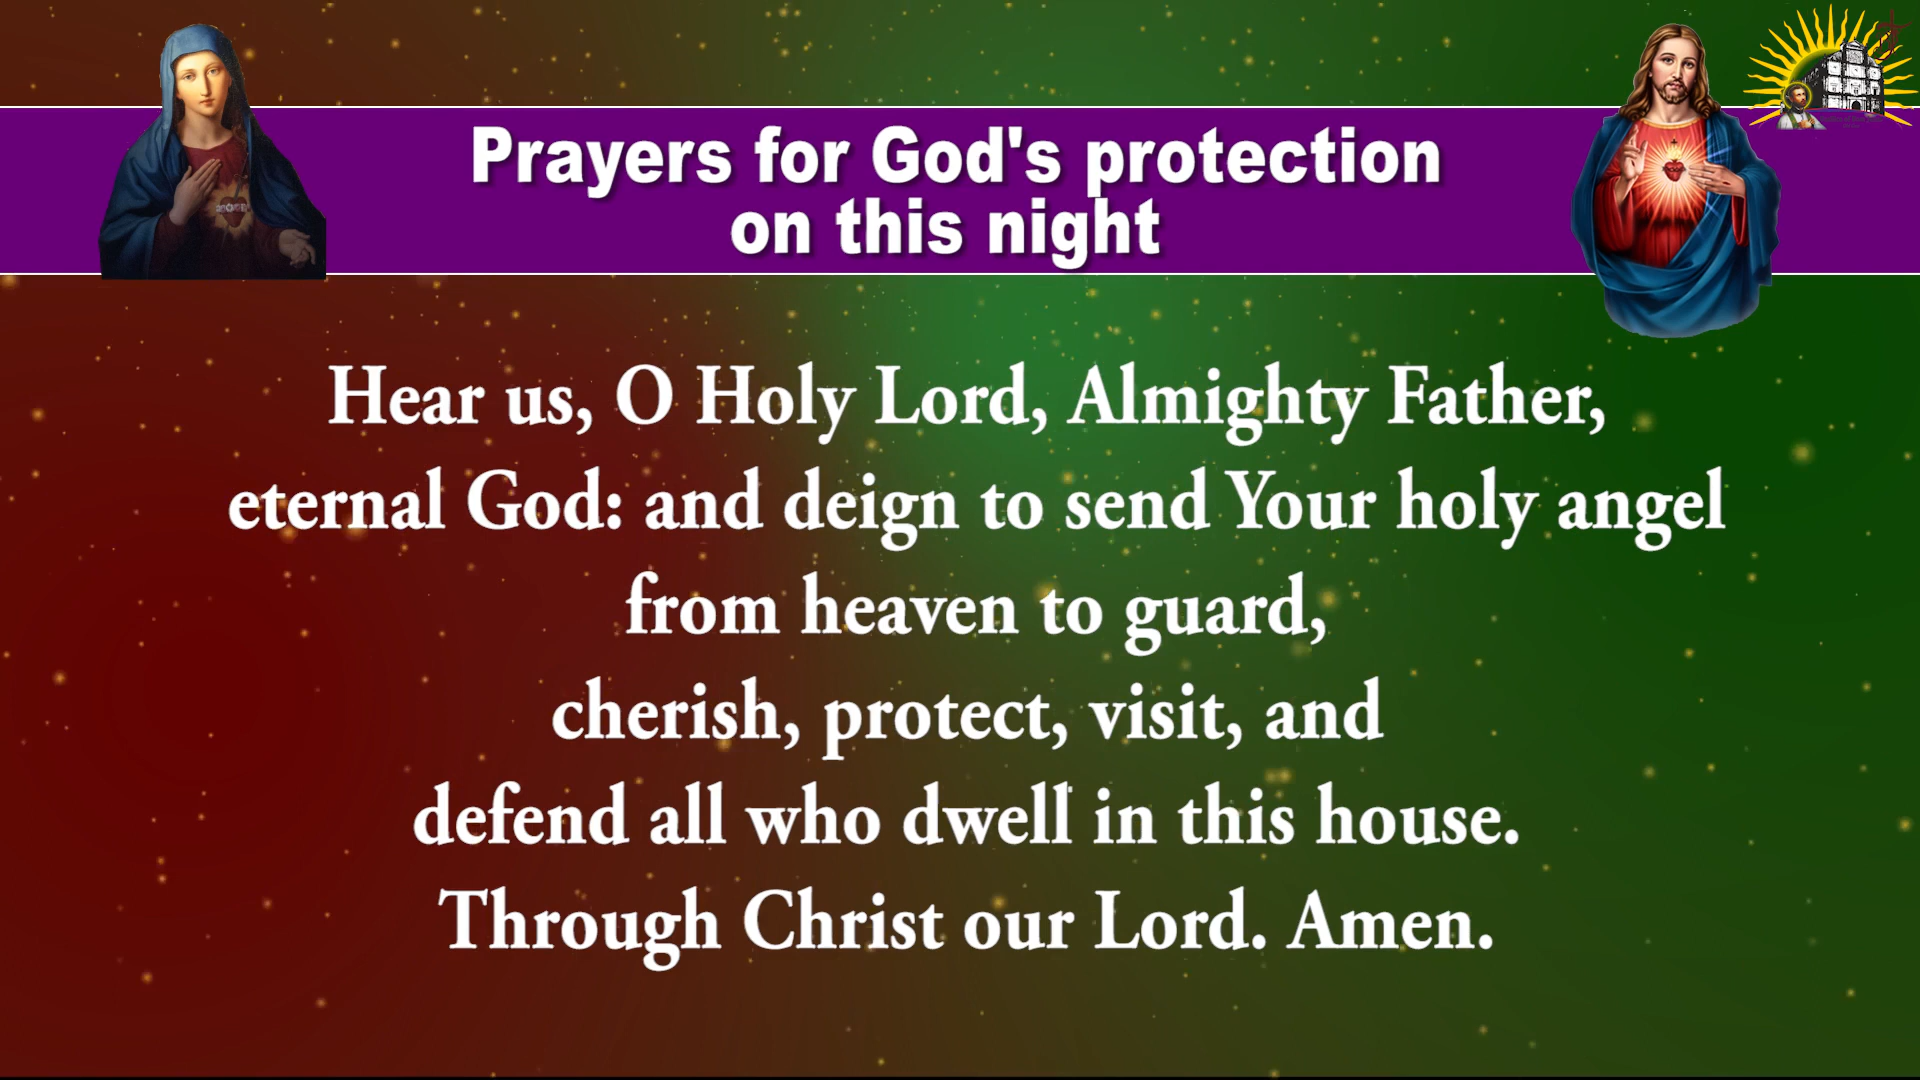 Prayers for God's protection
on this night
Hear us, O Holy Lord, Almighty Father,
eternal God: and deign to send Your holy angel
from heaven to guard,
cherish, protect, visit, and
defend all who dwell in this house.
Through Christ our Lord. Amen.